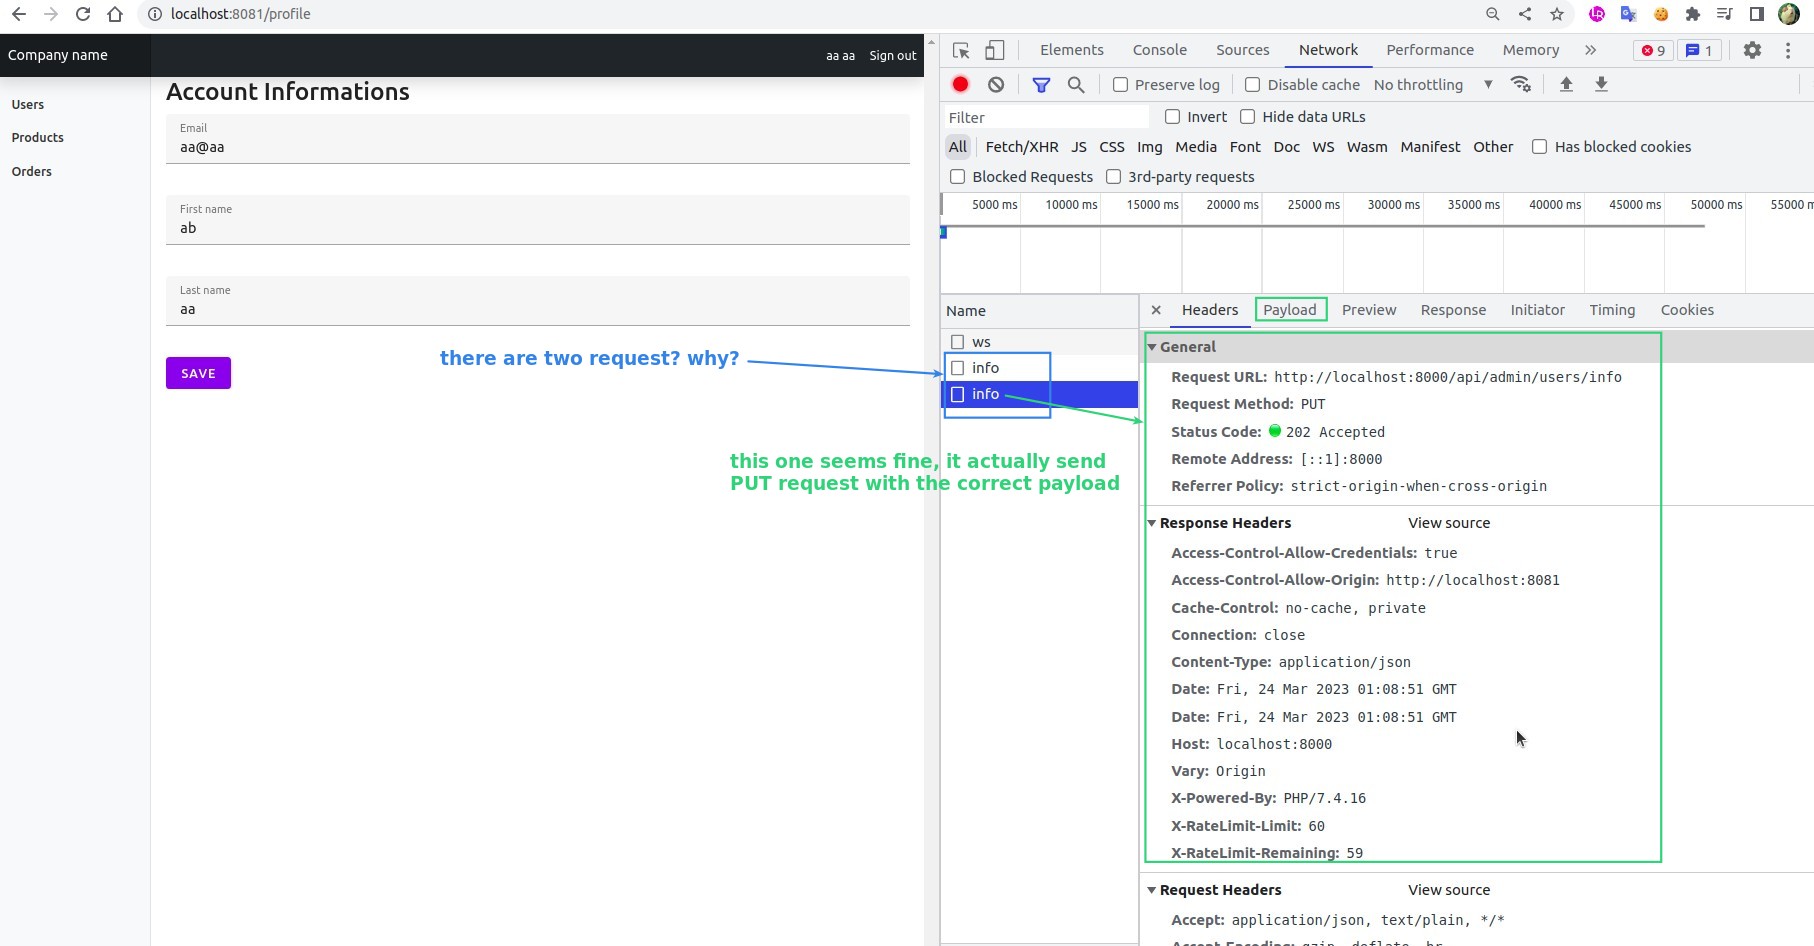 localhost:8081/profile
Company name
aa aa Sign out
Users
Products
Orders
Account Informations
Email
aa@aa
First name
ab
Last name
aa
SAVE
there are two request? why?
this one seems fine, it actually send
PUT request with the correct payload
Elements Console Sources Network Performance Memory 9 1
Preserve log Disable cache No throttling
Filter Invert Hide data URLs
All Fetch/XHR JS CSS Img Media Font Doc WS Wasm Manifest Other Has blocked cookies
Blocked Requests 3rd-party requests
5000 ms 10000 ms 15000 ms 20000 ms 25000 ms 30000 ms 35000 ms 40000 ms 45000 ms 50000 ms 55000 m
Name
ws
info
info
Headers Payload Preview Response Initiator Timing Cookies
General
Request URL: http://localhost:8000/api/admin/users/info
Request Method: PUT
Status Code: 202 Accepted
Remote Address: [::1]:8000
Referrer Policy: strict-origin-when-cross-origin
Response Headers View source
Access-Control-Allow-Credentials: true
Access-Control-Allow-Origin: http://localhost:8081
Cache-Control: no-cache, private
Connection: close
Content-Type: application/json
Date: Fri, 24 Mar 2023 01:08:51 GMT
Date: Fri, 24 Mar 2023 01:08:51 GMT
Host: localhost:8000
Vary: Origin
X-Powered-By: PHP/7.4.16
X-RateLimit-Limit: 60
X-RateLimit-Remaining: 59
Request Headers View source
Accept: application/json, text/plain, */*
Accept-Encoding: gzip, deflate, br